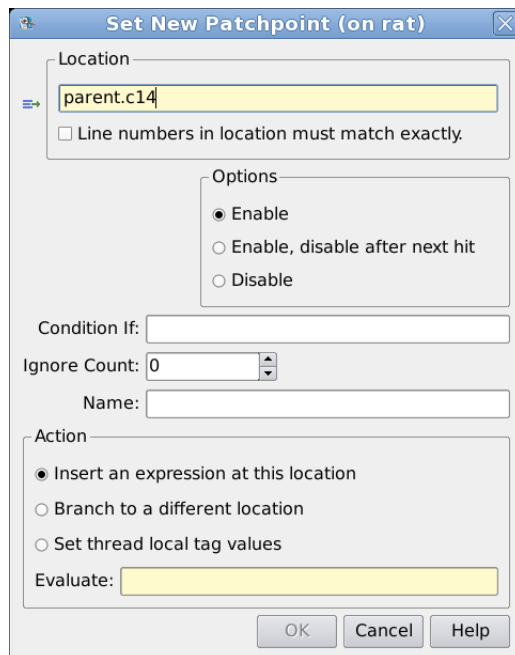 Set New Patchpoint (on rat)
Location
parent.c14
Line numbers in location must match exactly.
Options
Enable
Enable, disable after next hit
Disable
Condition If:
Ignore Count: 0
Name:
Action
Insert an expression at this location
Branch to a different location
Set thread local tag values
Evaluate:
OK Cancel Help